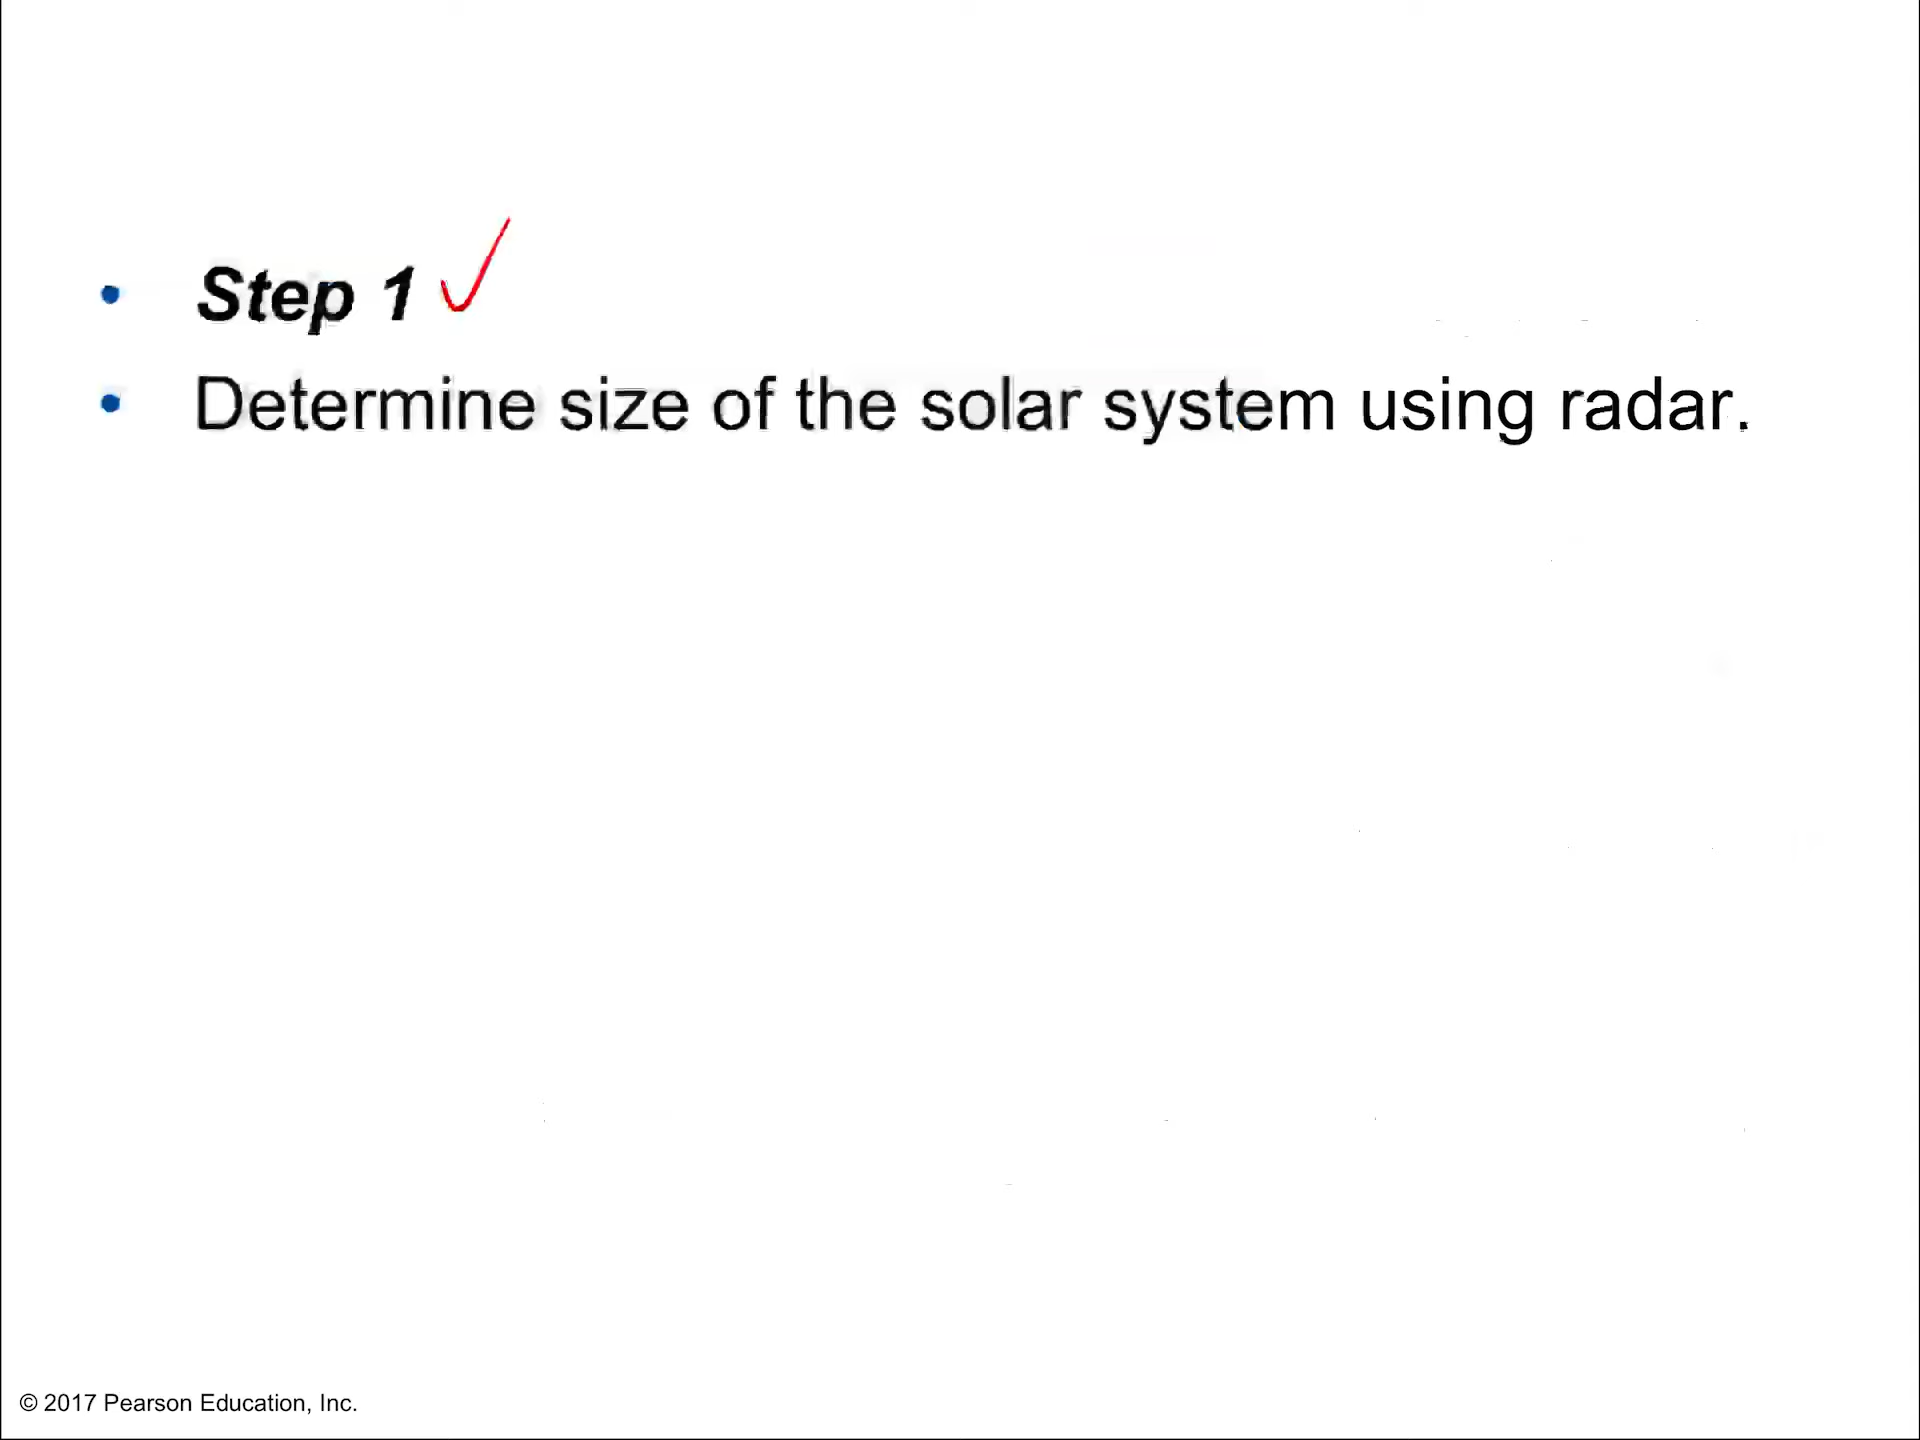 • Step 1 ✓
• Determine size of the solar system using radar.
© 2017 Pearson Education, Inc.